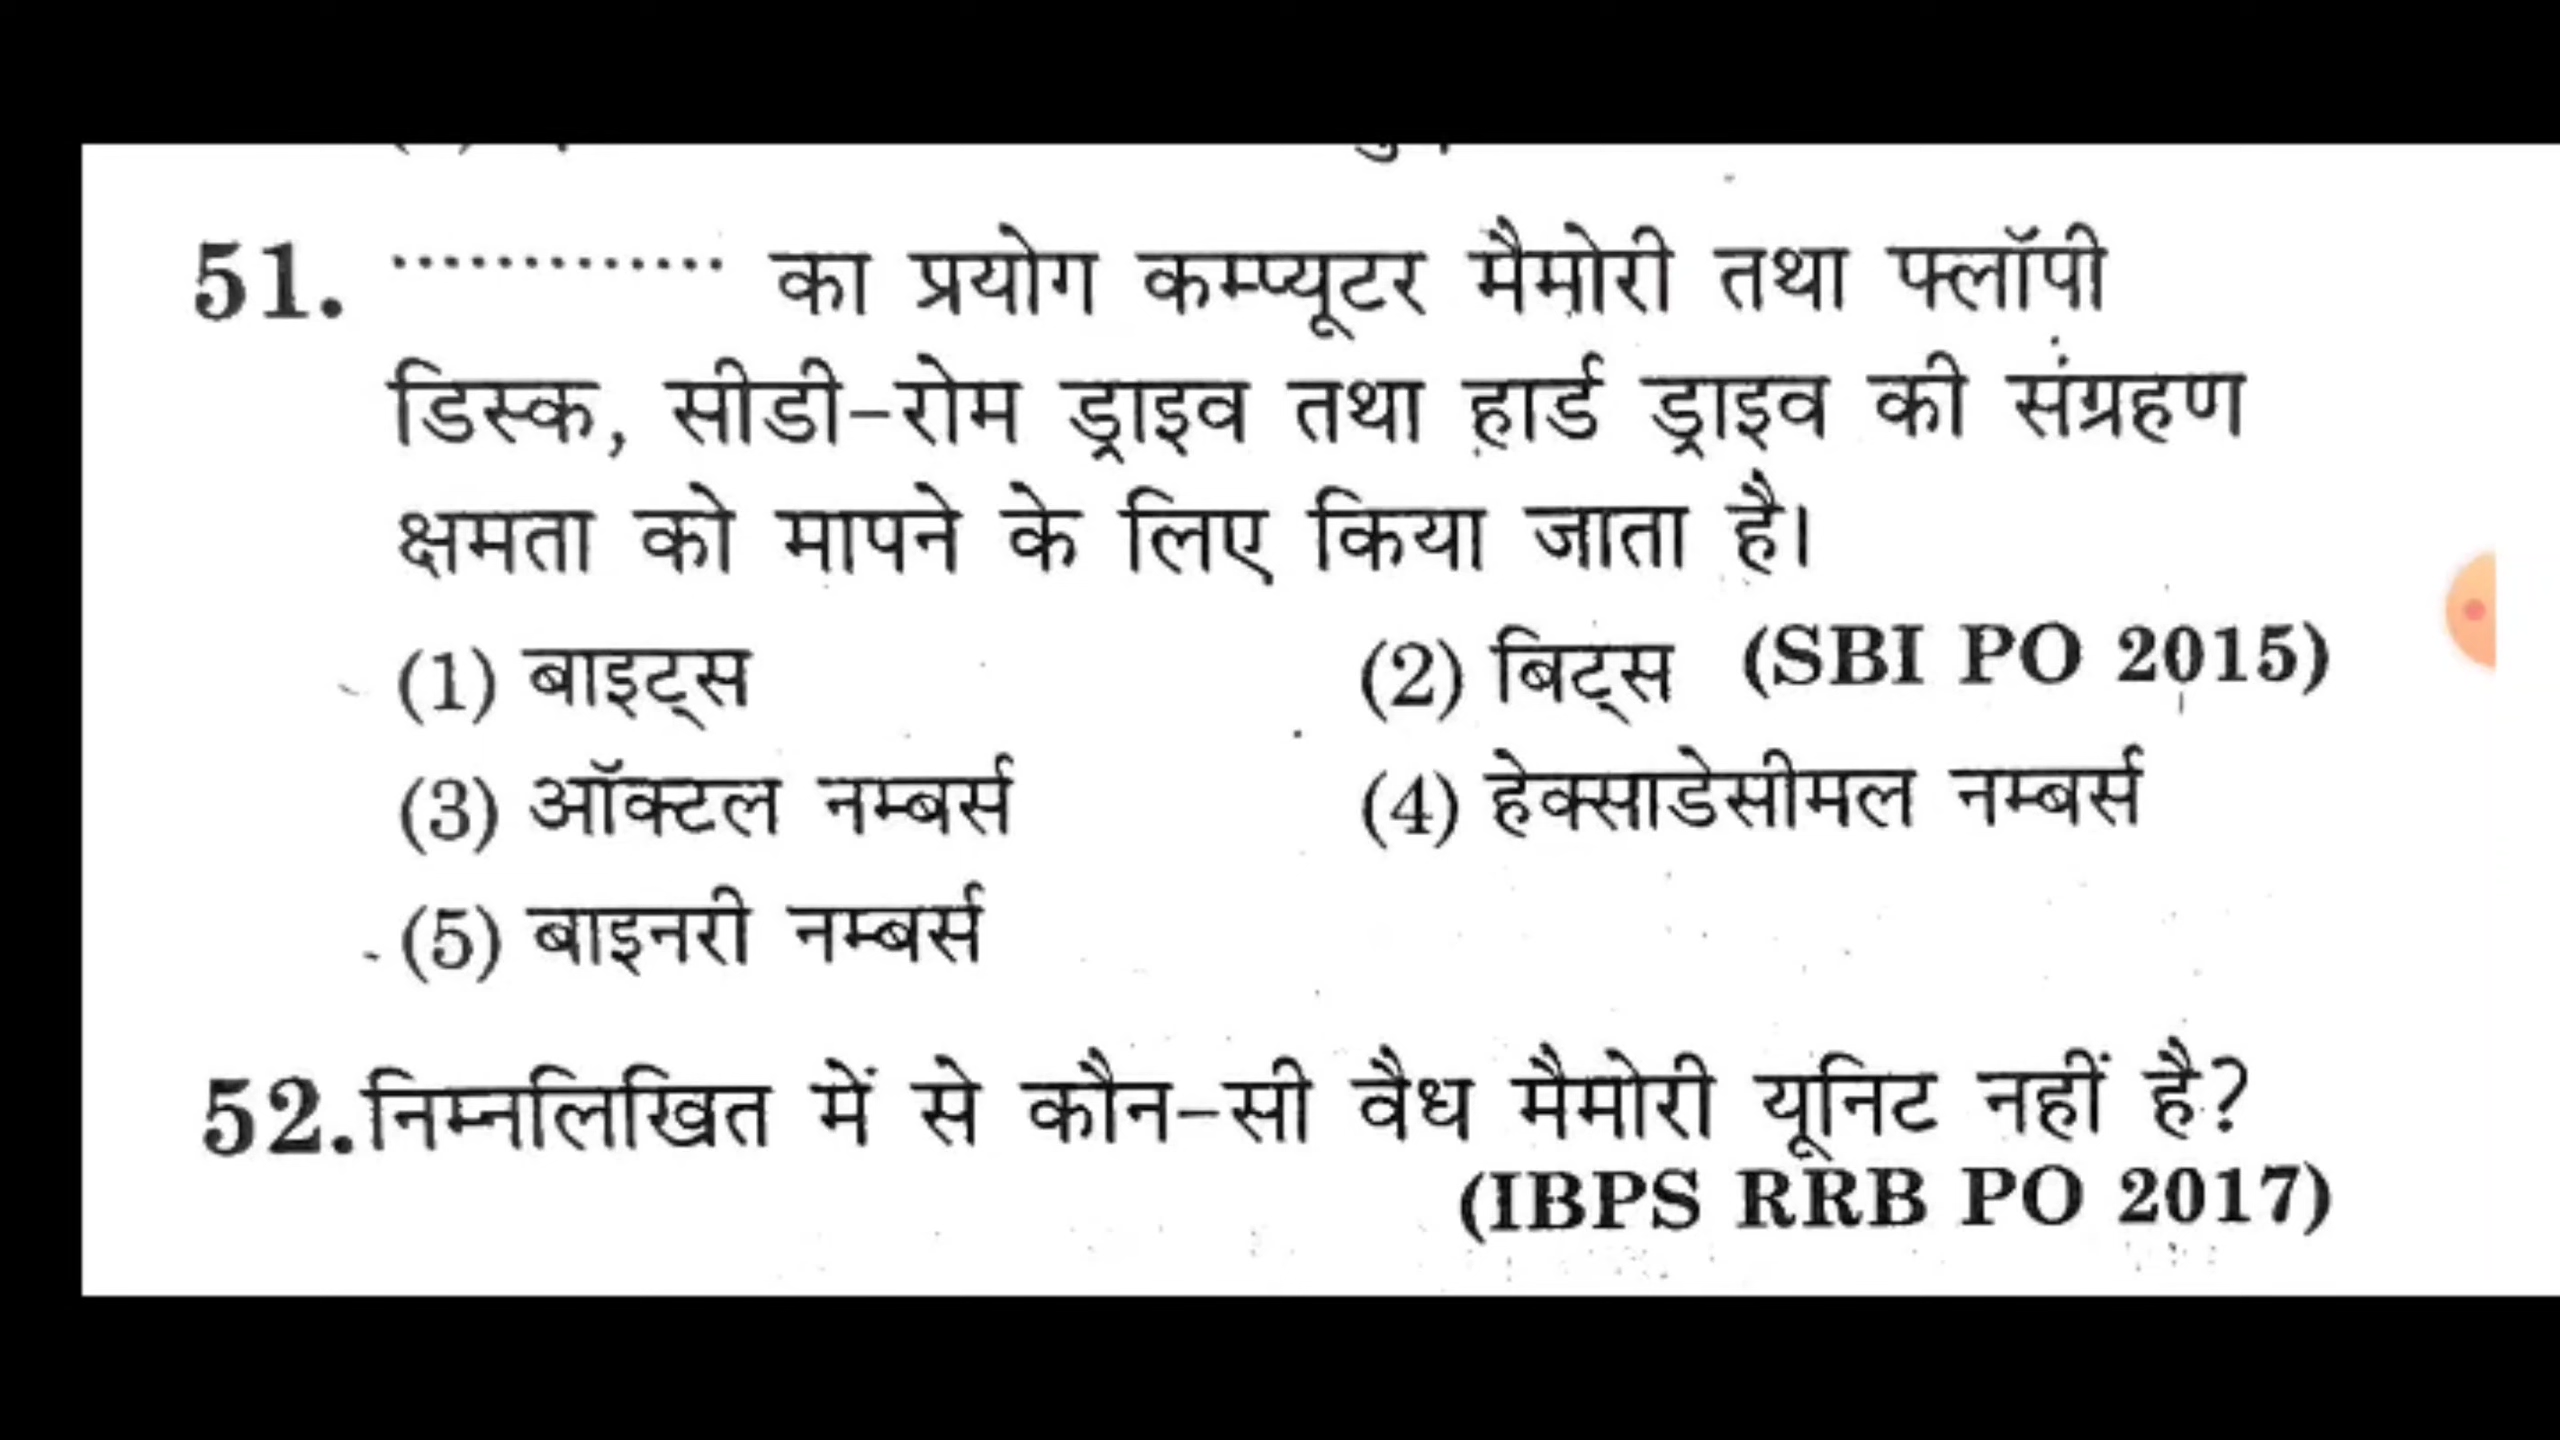 51. ············· का प्रयोग कम्प्यूटर मैमोरी तथा फ्लॉपी
डिस्क, सीडी-रोम ड्राइव तथा हार्ड ड्राइव की संग्रहण
क्षमता को मापने के लिए किया जाता है।
(1) बाइट्स (2) बिट्स (SBI PO 2015)
(3) ऑक्टल नम्बर्स (4) हेक्साडेसीमल नम्बर्स
(5) बाइनरी नम्बर्स
52. निम्नलिखित में से कौन-सी वैध मैमोरी यूनिट नहीं है?
(IBPS RRB PO 2017)